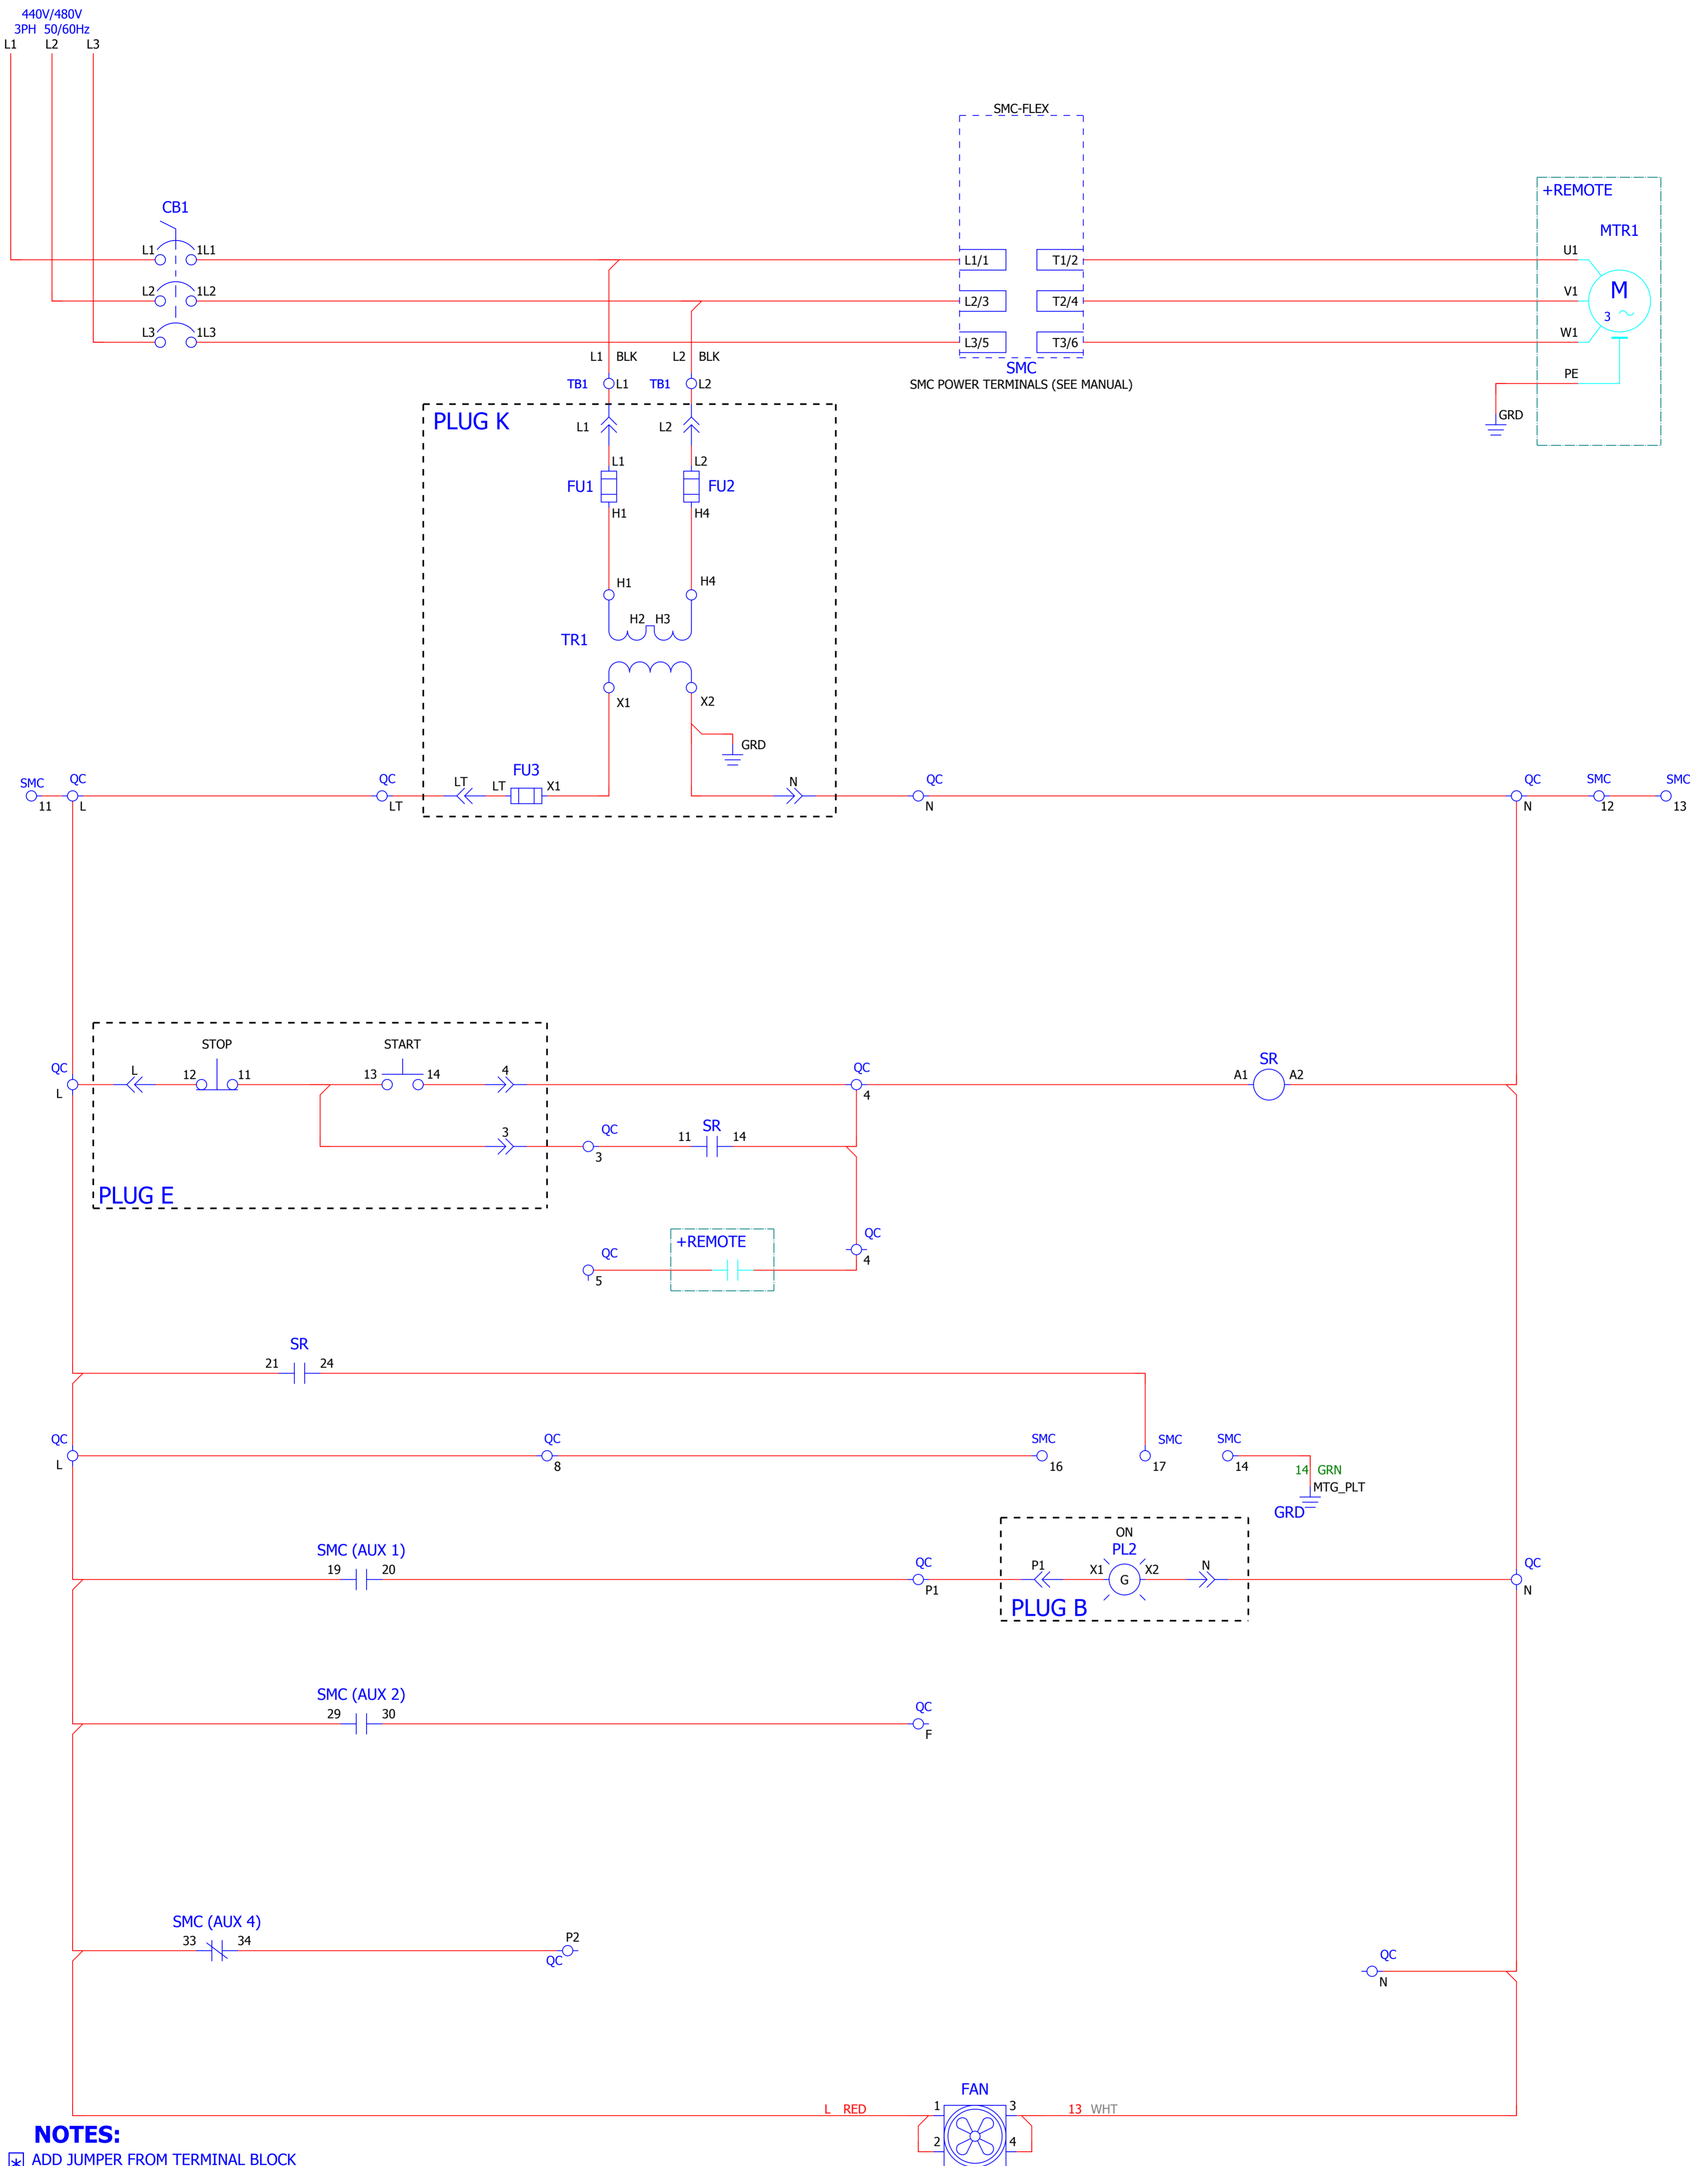 440V/480V
3PH 50/60Hz
L1 L2 L3
SMC-FLEX
CB1
+REMOTE
MTR1
L1 1L1
L1/1 T1/2
U1
L2 1L2
L2/3 T2/4
V1
M
3
L3 1L3
L3/5 T3/6
W1
L1 BLK L2 BLK
SMC
SMC POWER TERMINALS (SEE MANUAL)
PE
GRD
TB1 L1 TB1 L2
PLUG K
L1 L2
L1 L2
FU1 FU2
H1 H4
H1 H4
H2 H3
TR1
X1 X2
GRD
SMC QC QC
FU3
LT LT X1 N
QC QC SMC SMC
11 L LT
N N 12 13
STOP START
QC L 12 11 13 14 4
L
QC
4
SR
A1 A2
3
QC
3
SR
11 14
PLUG E
+REMOTE
QC
5
QC
4
SR
21 24
QC
L
QC
8
SMC
16
SMC
17
SMC
14
14 GRN
MTG_PLT
GRD
SMC (AUX 1)
19 20
QC
P1
ON
PL2
P1 X1 G X2 N
PLUG B
QC
N
SMC (AUX 2)
29 30
QC
F
SMC (AUX 4)
33 34
P2
QC
QC
N
FAN
L RED 1 3 13 WHT
2 4
NOTES:
* ADD JUMPER FROM TERMINAL BLOCK